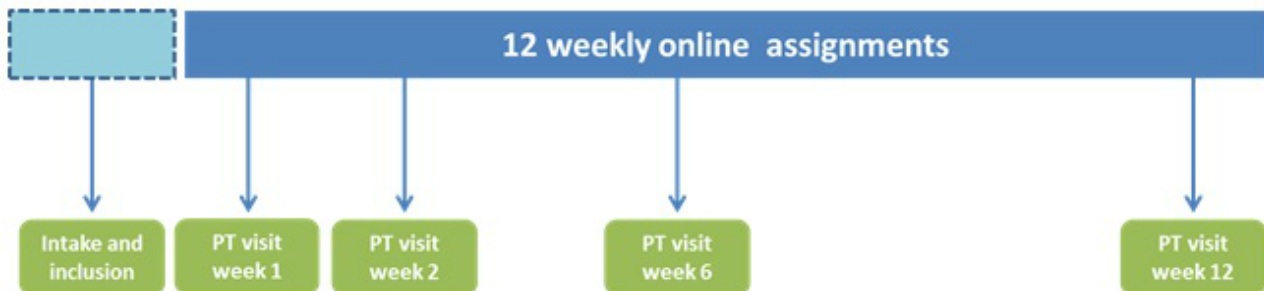 12 weekly online assignments
Intake and
inclusion
PT visit
week 1
PT visit
week 2
PT visit
week 6
PT visit
week 12